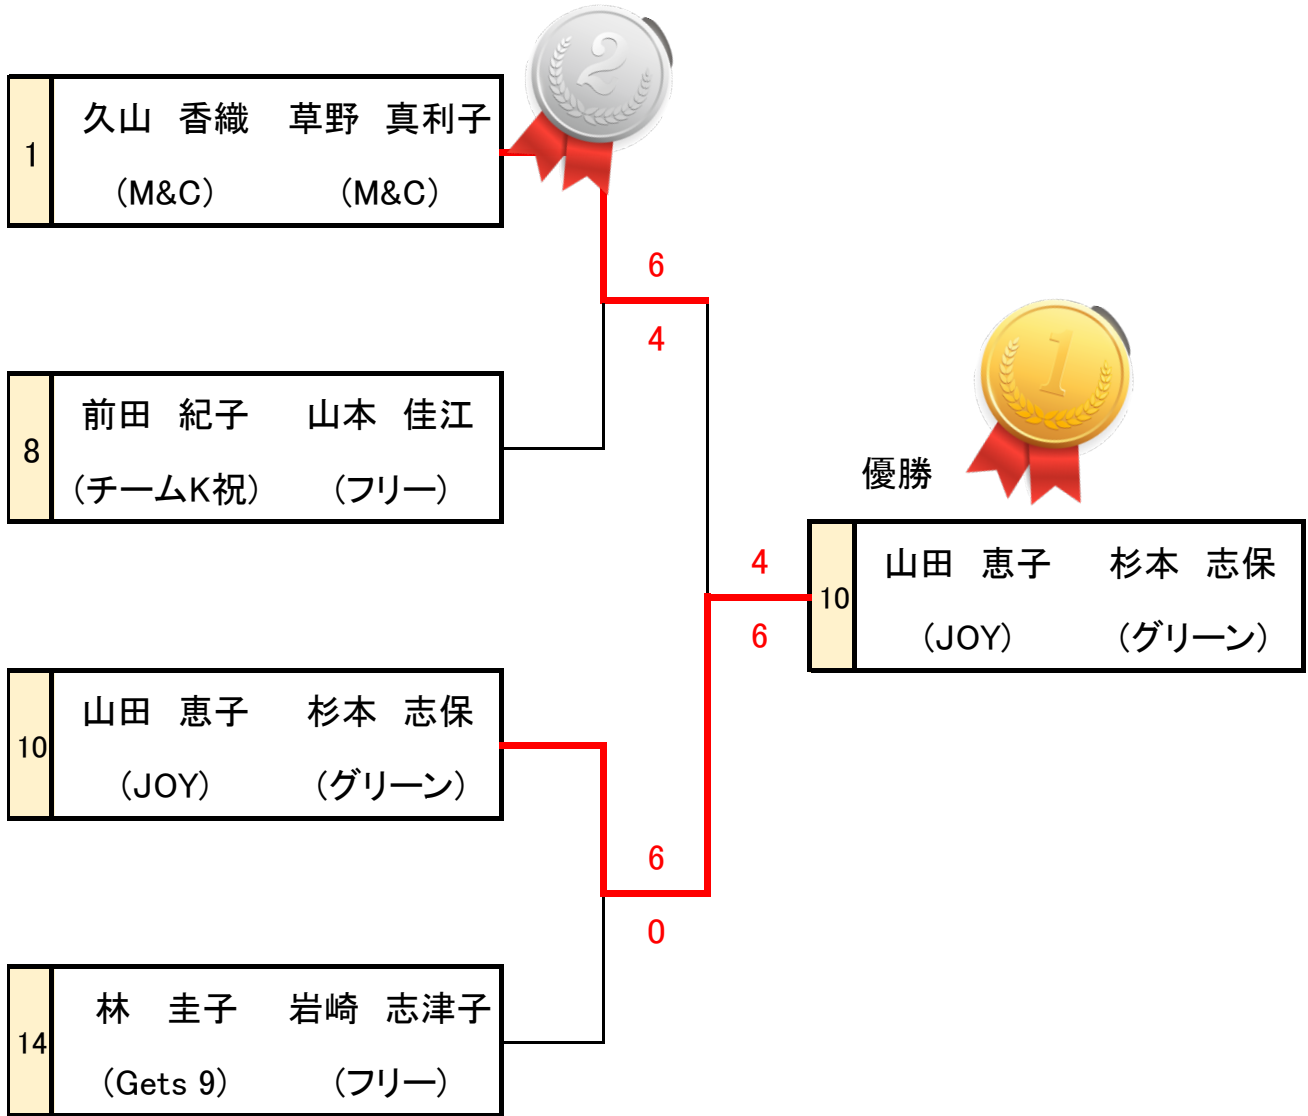 2
1
久山　香織　草野　真利子
(M&C)　(M&C)
6
4
8
前田　紀子　山本　佳江
(チームK祝)　(フリー)
1
優勝
10
山田　恵子　杉本　志保
(JOY)　(グリーン)
4
6
10
山田　恵子　杉本　志保
(JOY)　(グリーン)
6
0
14
林　圭子　岩崎　志津子
(Gets 9)　(フリー)